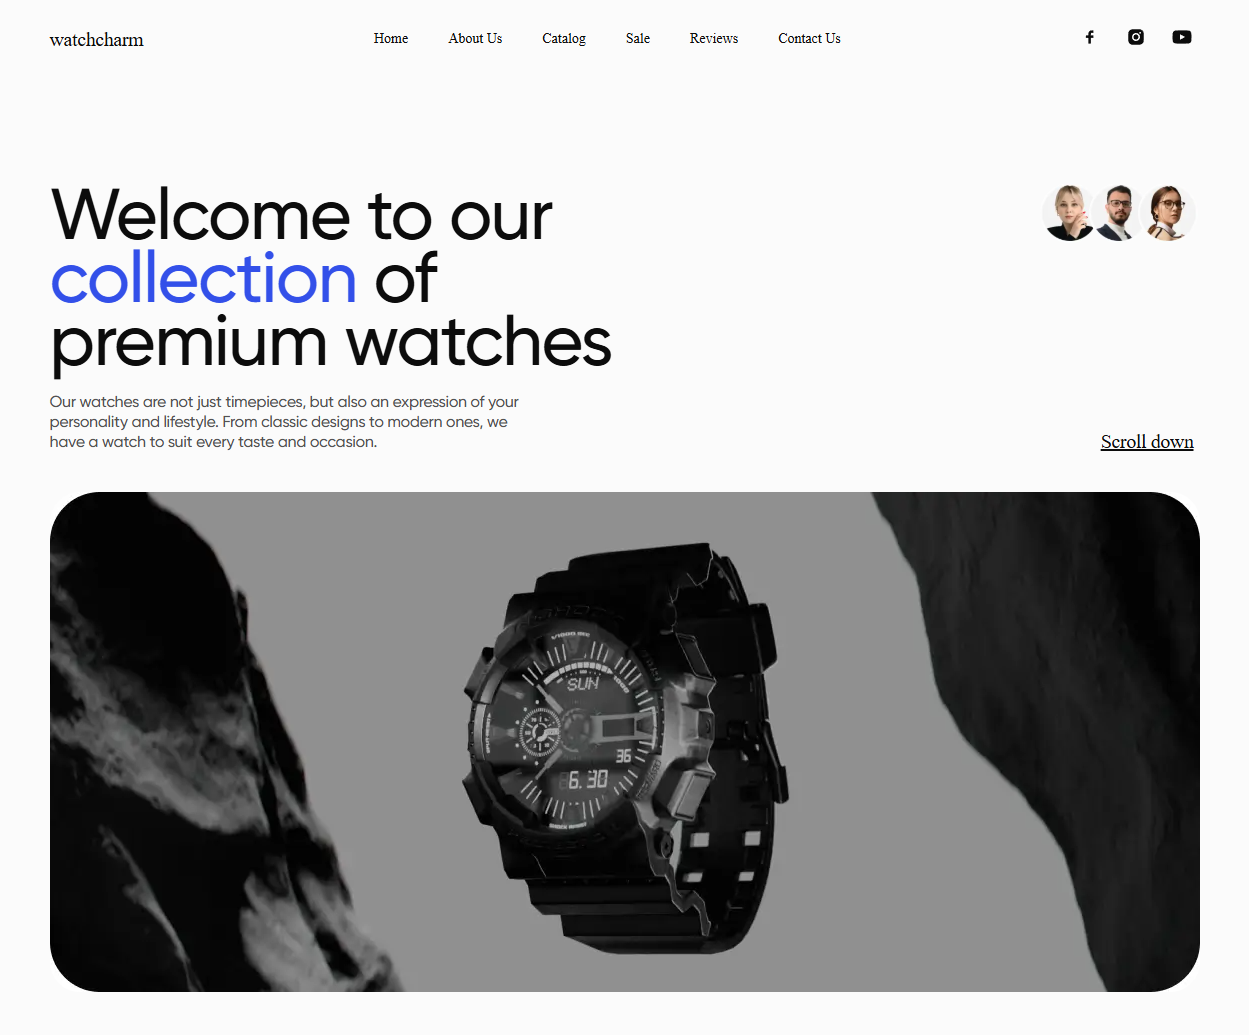 watchcharm
Home About Us Catalog Sale Reviews Contact Us
Welcome to our
collection of
premium watches
Our watches are not just timepieces, but also an expression of your
personality and lifestyle. From classic designs to modern ones, we
have a watch to suit every taste and occasion.
Scroll down
SUN
36
6.30